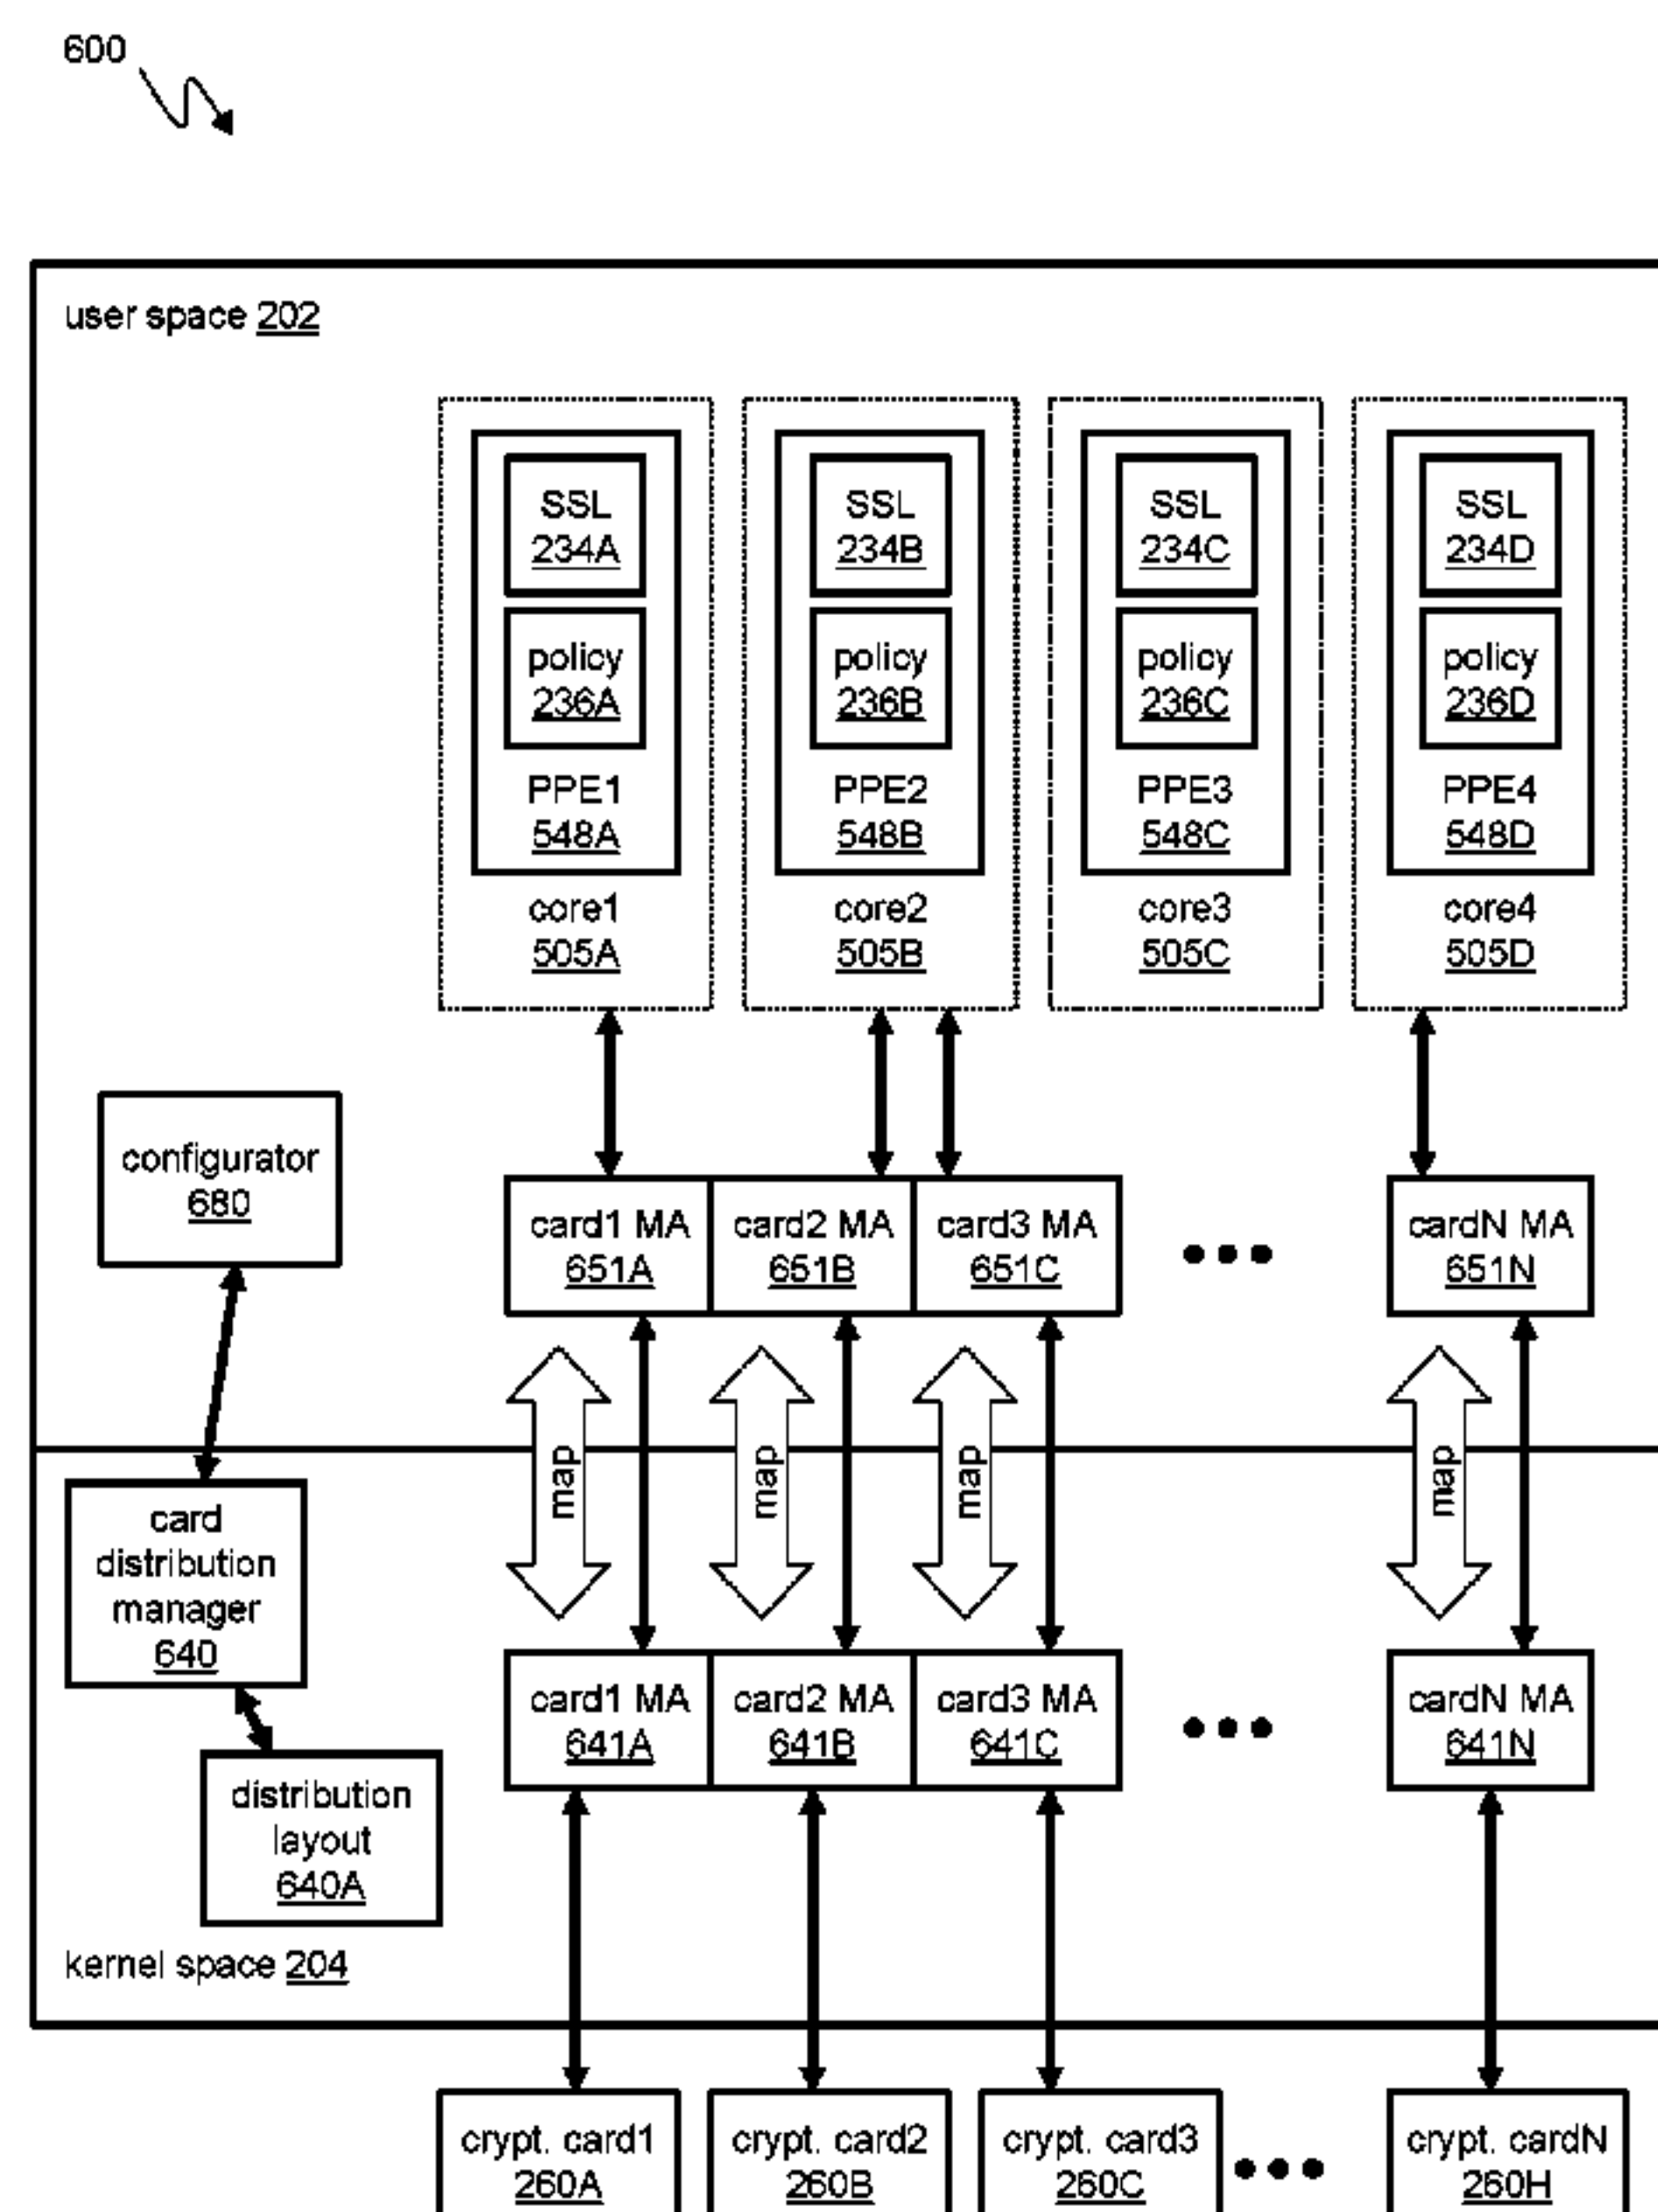 600
user space 202
SSL SSL SSL SSL
234A 234B 234C 234D
policy policy policy policy
236A 236B 236C 236D
PPE1 PPE2 PPE3 PPE4
548A 548B 548C 548D
core1 core2 core3 core4
505A 505B 505C 505D
configurator
680
card1 MA card2 MA card3 MA cardN MA
651A 651B 651C 651N
map map map map
card
distribution
manager
640
card1 MA card2 MA card3 MA cardN MA
641A 641B 641C 641N
distribution
layout
640A
kernel space 204
crypt. card1 crypt. card2 crypt. card3 crypt. cardN
260A 260B 260C 260H